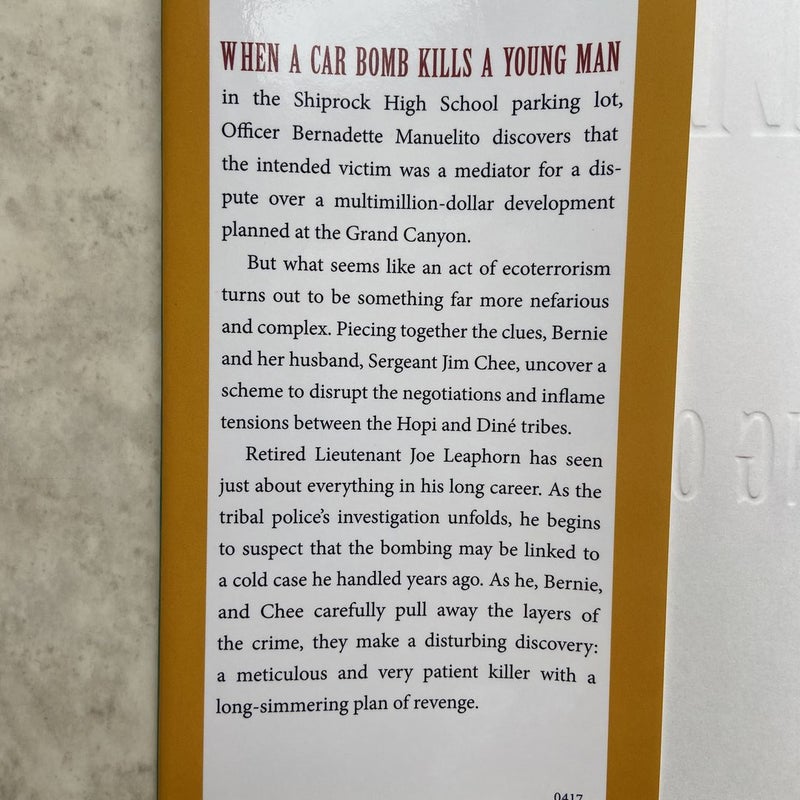 WHEN A CAR BOMB KILLS A YOUNG MAN
in the Shiprock High School parking lot,
Officer Bernadette Manuelito discovers that
the intended victim was a mediator for a dis-
pute over a multimillion-dollar development
planned at the Grand Canyon.
But what seems like an act of ecoterrorism
turns out to be something far more nefarious
and complex. Piecing together the clues, Bernie
and her husband, Sergeant Jim Chee, uncover a
scheme to disrupt the negotiations and inflame
tensions between the Hopi and Diné tribes.
Retired Lieutenant Joe Leaphorn has seen
just about everything in his long career. As the
tribal police's investigation unfolds, he begins
to suspect that the bombing may be linked to
a cold case he handled years ago. As he, Bernie,
and Chee carefully pull away the layers of
the crime, they make a disturbing discovery:
a meticulous and very patient killer with a
long-simmering plan of revenge.
0417